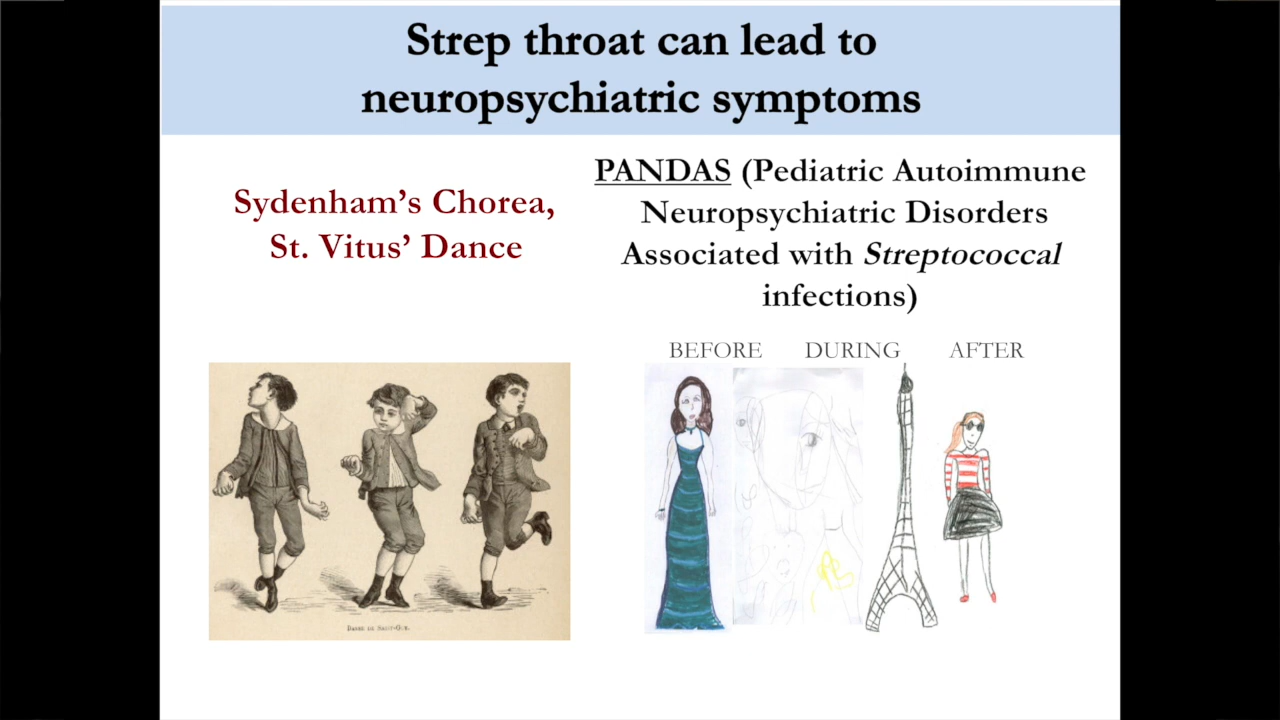 Strep throat can lead to
neuropsychiatric symptoms
Sydenham's Chorea,
St. Vitus' Dance
PANDAS (Pediatric Autoimmune
Neuropsychiatric Disorders
Associated with Streptococcal
infections)
BEFORE DURING AFTER